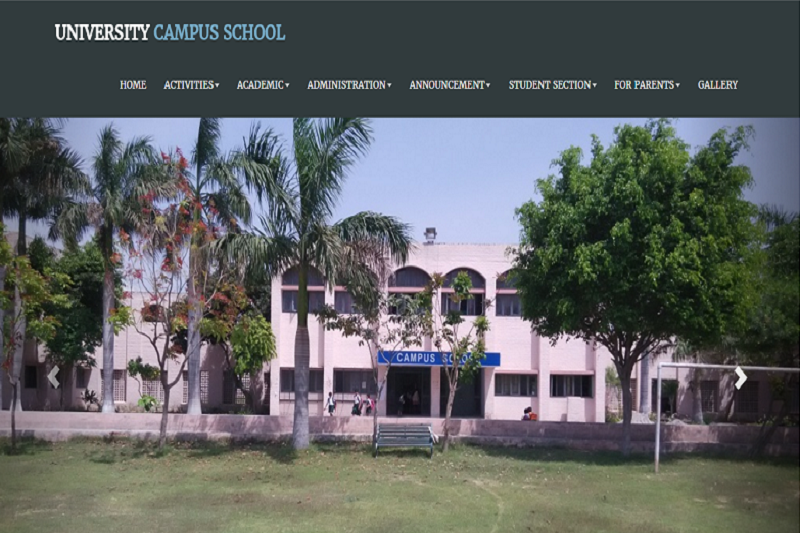 UNIVERSITY CAMPUS SCHOOL
HOME ACTIVITIES▾ ACADEMIC▾ ADMINISTRATION▾ ANNOUNCEMENT▾ STUDENT SECTION▾ FOR PARENTS▾ GALLERY
CAMPUS SCHOOL